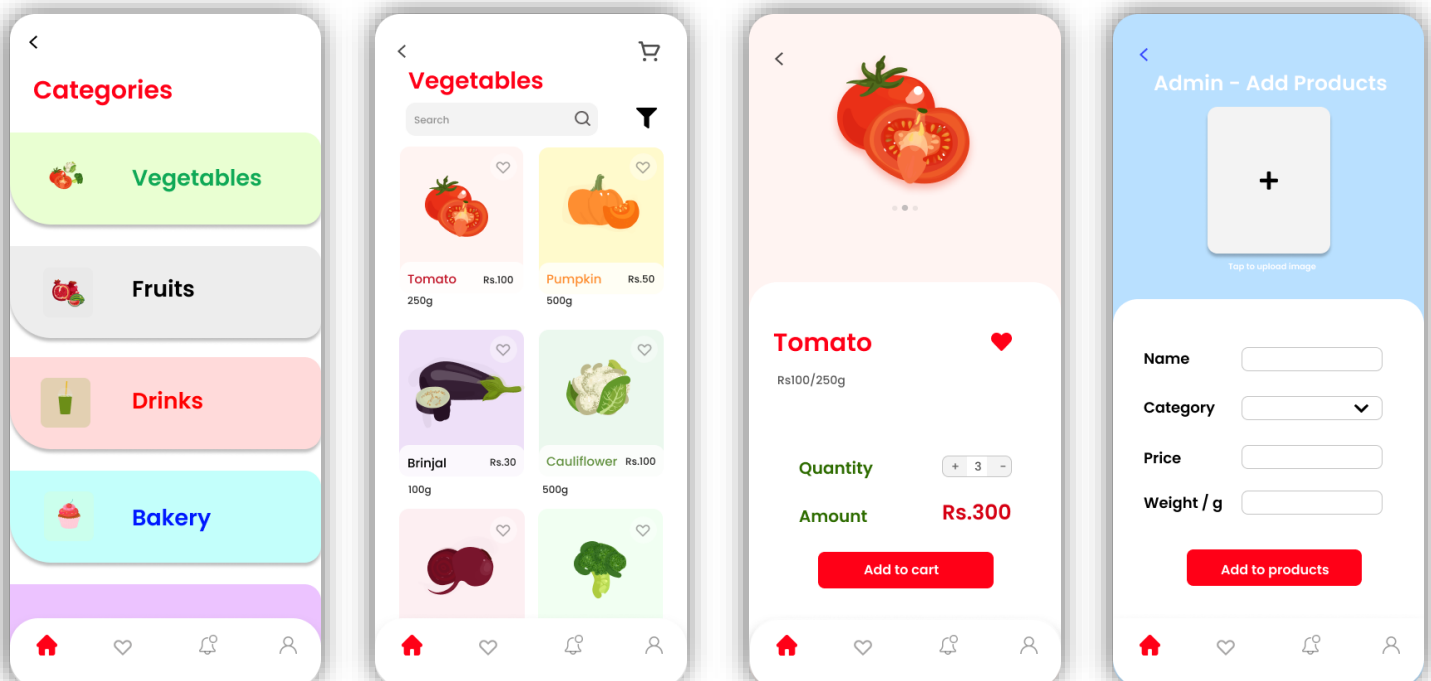 Categories
Vegetables
Fruits
Drinks
Bakery
Vegetables
Search
Tomato Rs.100
250g
Pumpkin Rs.50
500g
Brinjal Rs.30
100g
Cauliflower Rs.100
500g
Tomato
Rs100/250g
Quantity + 3 -
Amount Rs.300
Add to cart
Admin - Add Products
+
Tap to upload image
Name
Category
Price
Weight / g
Add to products